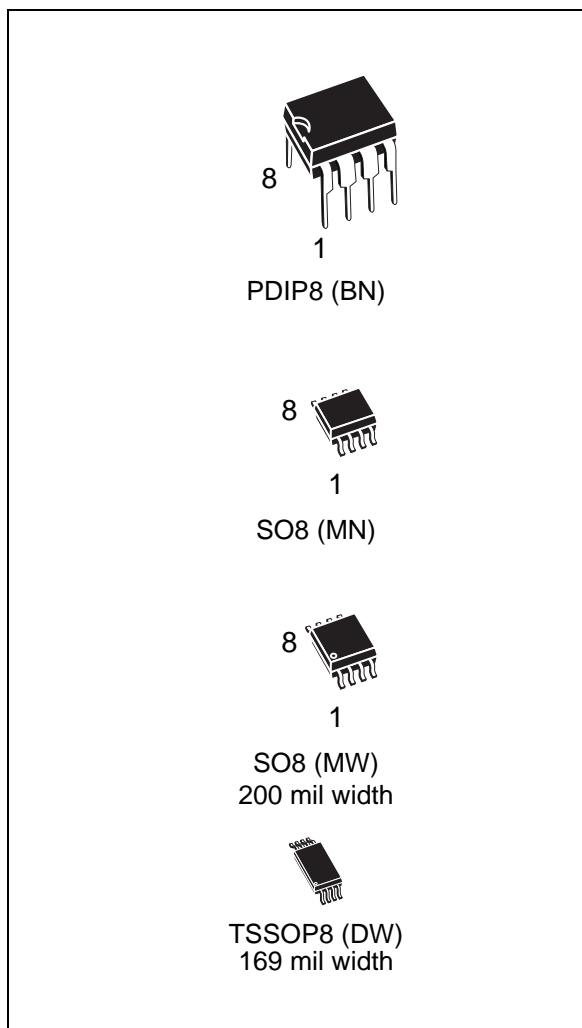 8
1
PDIP8 (BN)
8
1
SO8 (MN)
8
1
SO8 (MW)
200 mil width
TSSOP8 (DW)
169 mil width